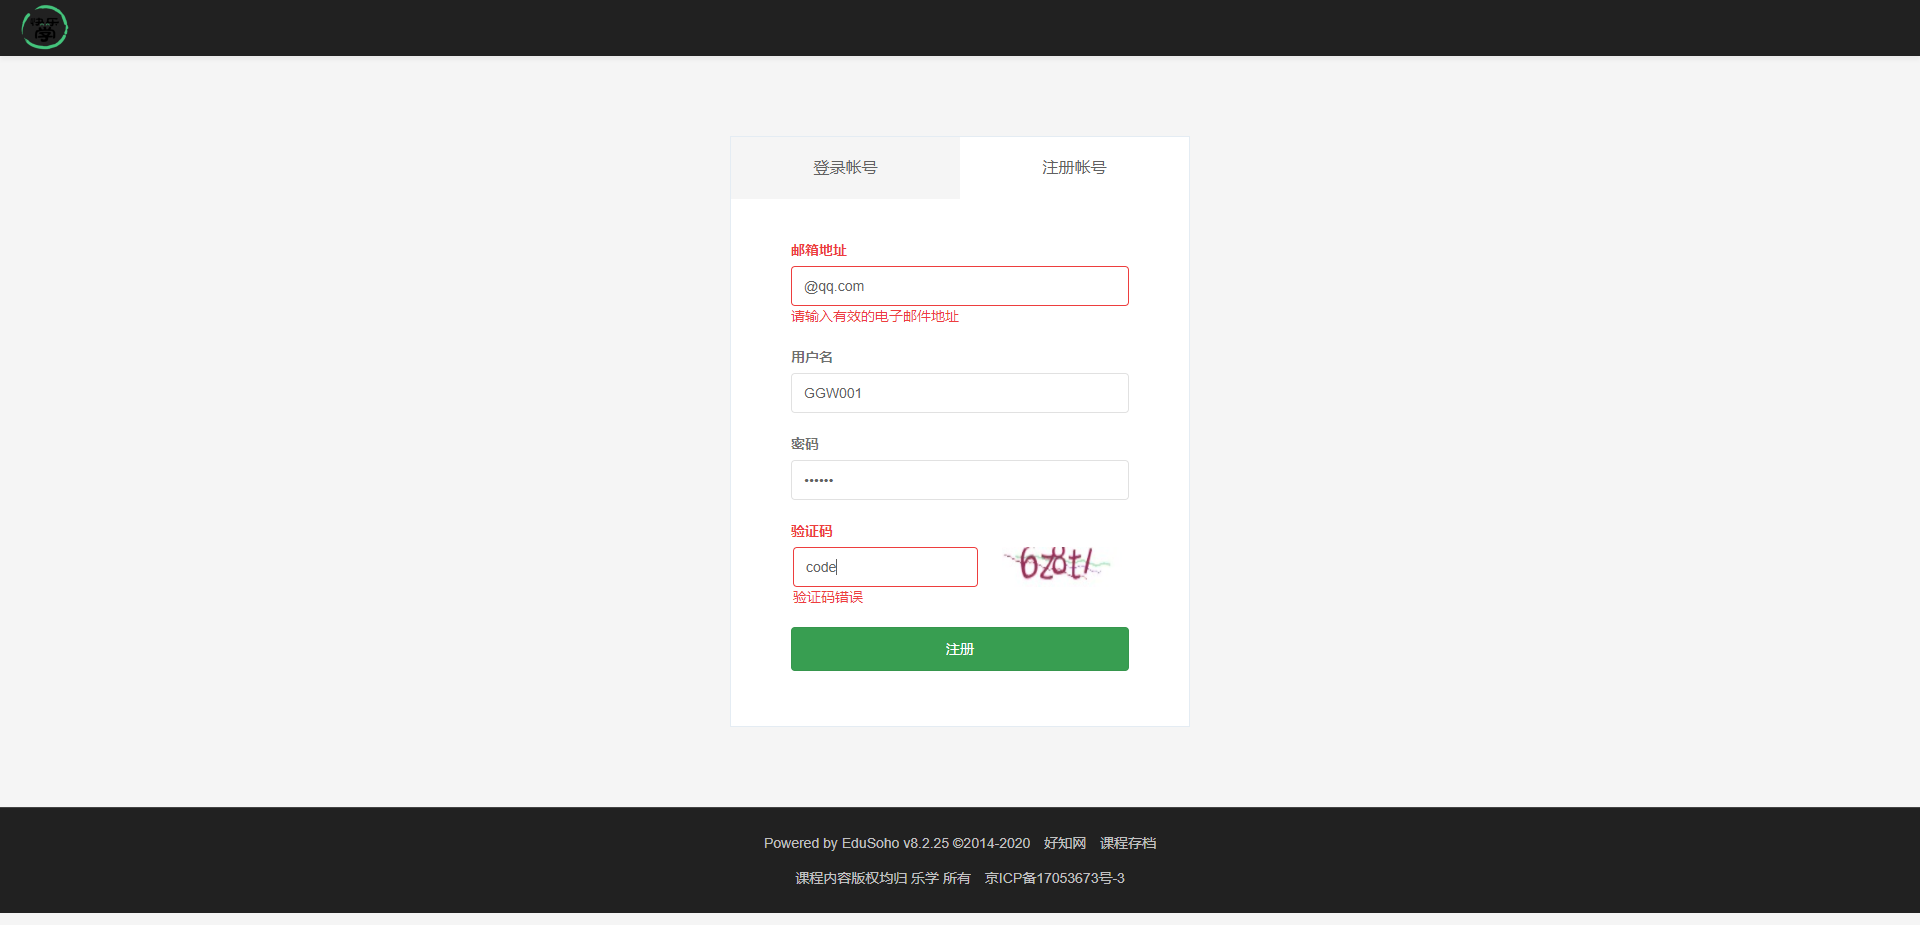 登录帐号
注册帐号
邮箱地址
@qq.com
请输入有效的电子邮件地址
用户名
GGW001
密码
••••••
验证码
code
验证码错误
注册
Powered by EduSoho v8.2.25 ©2014-2020 好知网 课程存档
课程内容版权均归 乐学 所有 京ICP备17053673号-3